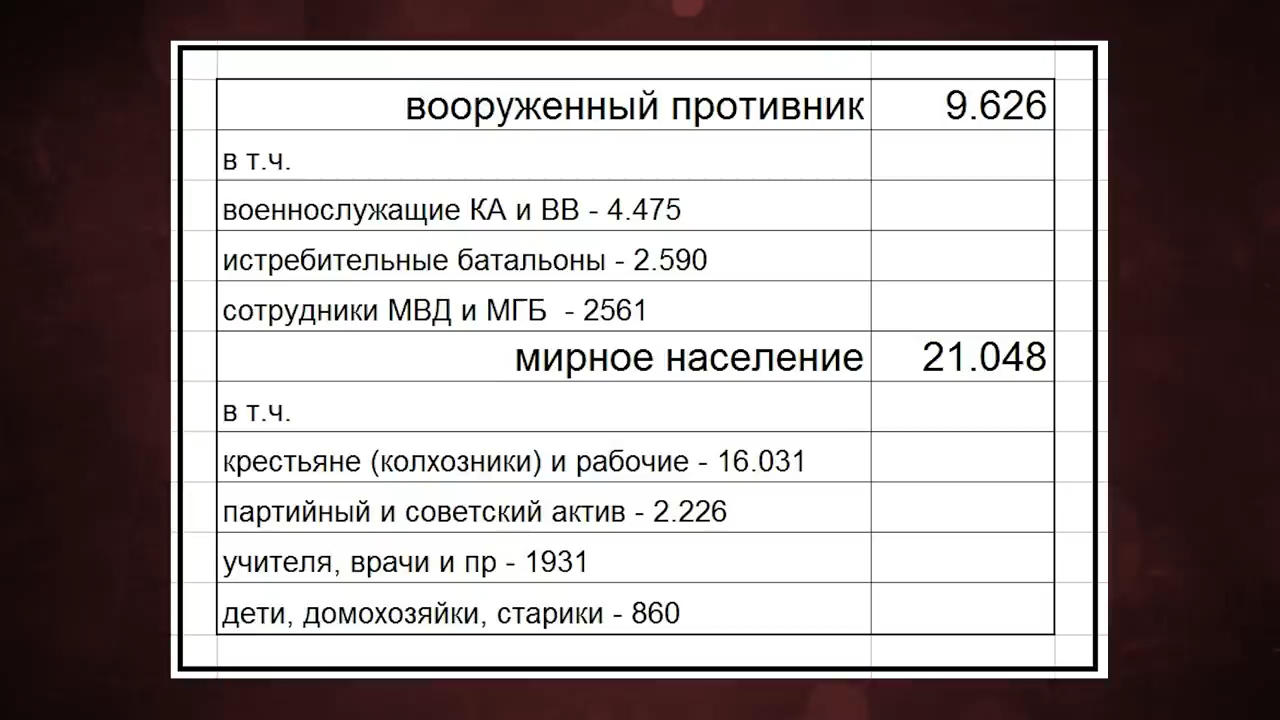 вооруженный противник 9.626
в т.ч.
военнослужащие КА и ВВ - 4.475
истребительные батальоны - 2.590
сотрудники МВД и МГБ - 2561
мирное население 21.048
в т.ч.
крестьяне (колхозники) и рабочие - 16.031
партийный и советский актив - 2.226
учителя, врачи и пр - 1931
дети, домохозяйки, старики - 860